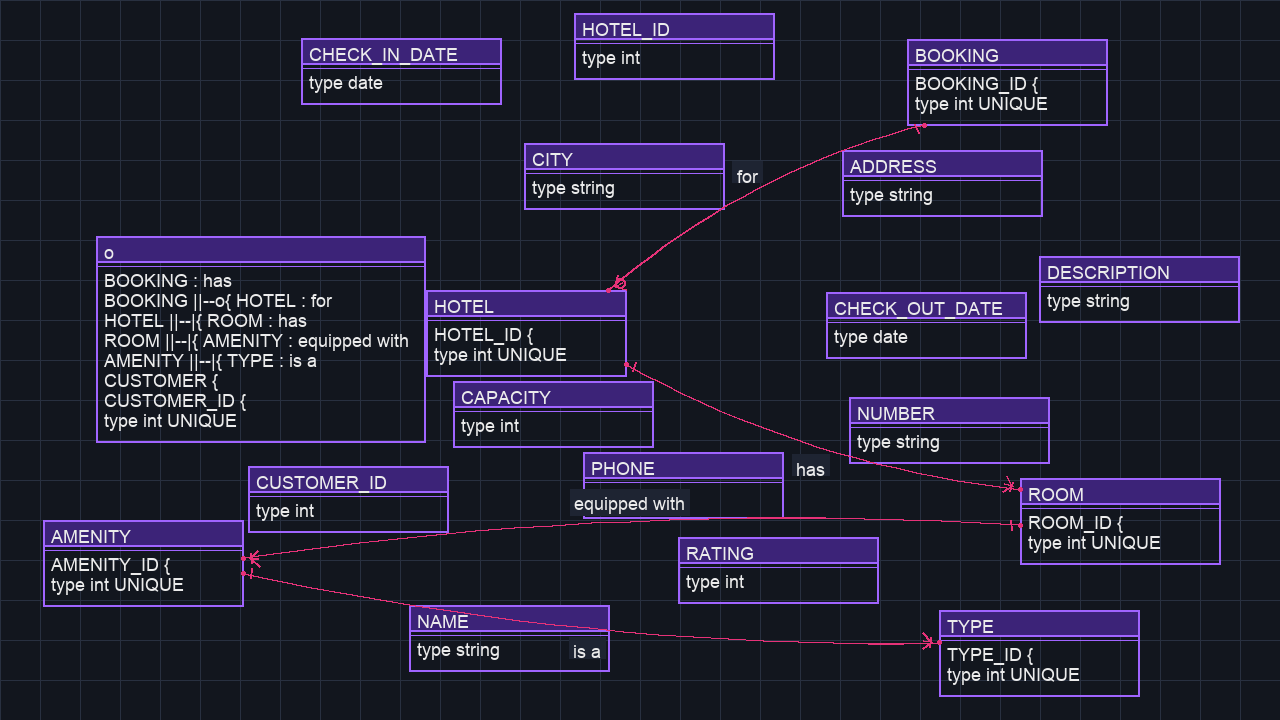 HOTEL_ID
type int
CHECK_IN_DATE
type date
BOOKING
BOOKING_ID {
type int UNIQUE
CITY
type string
for
ADDRESS
type string
o
BOOKING : has
BOOKING ||--o{ HOTEL : for
HOTEL ||--|{ ROOM : has
ROOM ||--|{ AMENITY : equipped with
AMENITY ||--|{ TYPE : is a
CUSTOMER {
CUSTOMER_ID {
type int UNIQUE
HOTEL
HOTEL_ID {
type int UNIQUE
DESCRIPTION
type string
CHECK_OUT_DATE
type date
CAPACITY
type int
NUMBER
type string
PHONE
has
equipped with
CUSTOMER_ID
type int
ROOM
ROOM_ID {
type int UNIQUE
AMENITY
AMENITY_ID {
type int UNIQUE
RATING
type int
NAME
type string
is a
TYPE
TYPE_ID {
type int UNIQUE